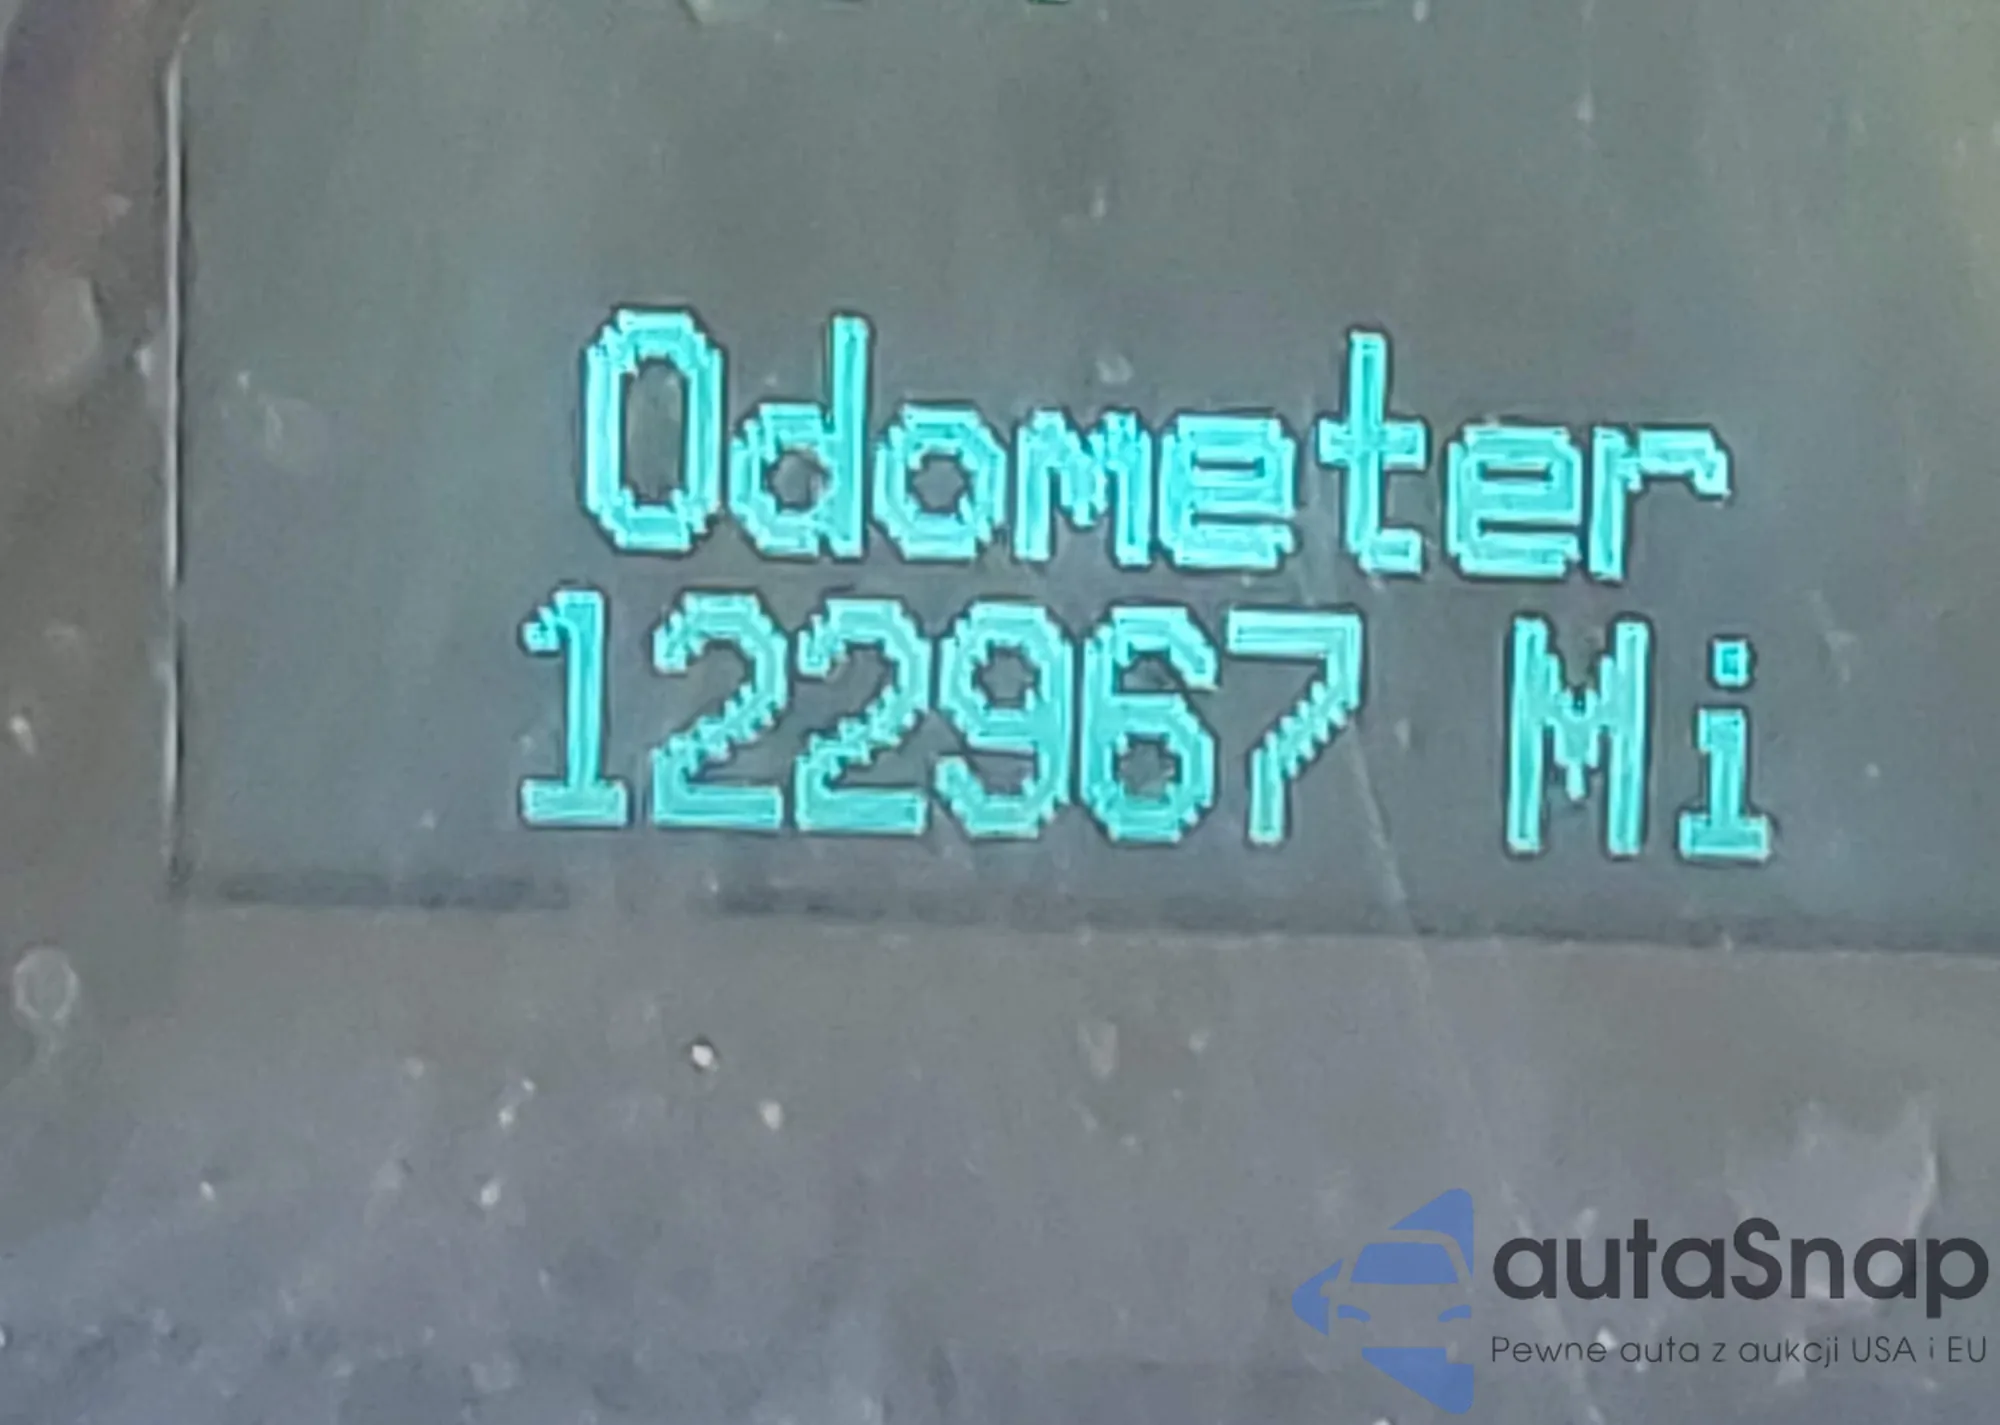 Odometer
122967 Mi
autaSnap
Pewne auta z aukcji USA i EU